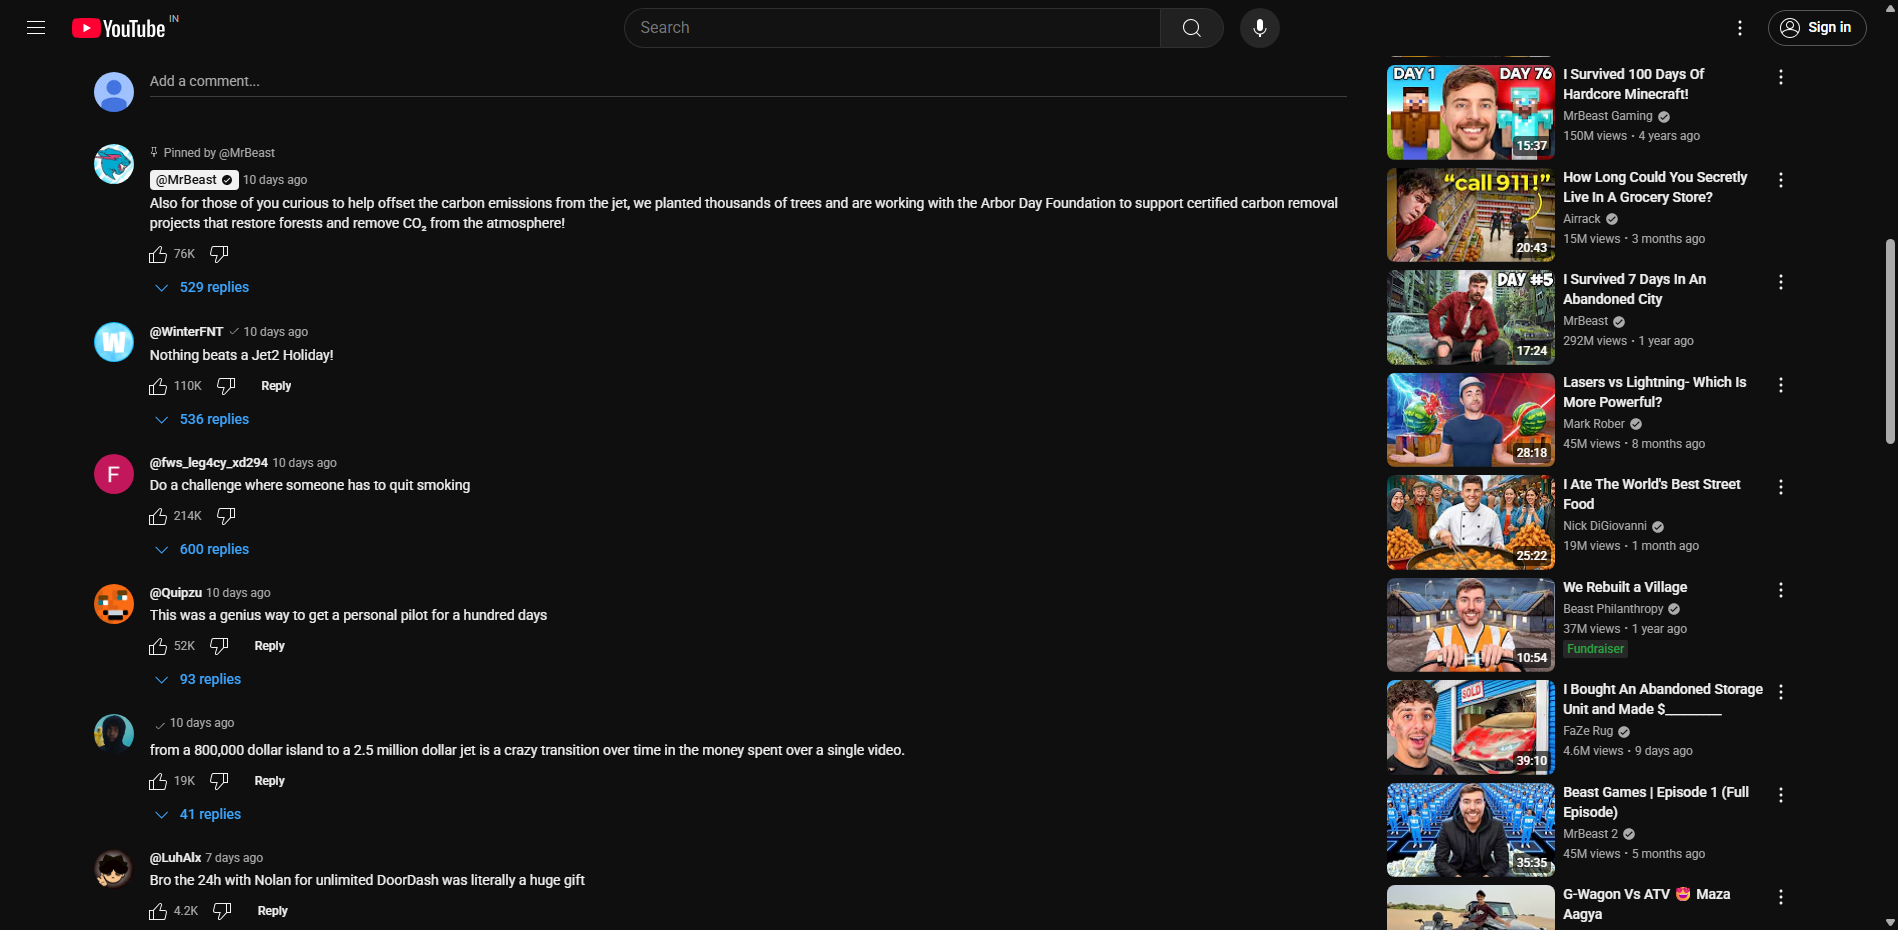 YouTube IN
Search
Sign in
Add a comment...
Pinned by @MrBeast
@MrBeast 10 days ago
Also for those of you curious to help offset the carbon emissions from the jet, we planted thousands of trees and are working with the Arbor Day Foundation to support certified carbon removal
projects that restore forests and remove CO₂ from the atmosphere!
76K
529 replies
@WinterFNT 10 days ago
Nothing beats a Jet2 Holiday!
110K Reply
536 replies
F
@fws_leg4cy_xd294 10 days ago
Do a challenge where someone has to quit smoking
214K
600 replies
@Quipzu 10 days ago
This was a genius way to get a personal pilot for a hundred days
52K Reply
93 replies
10 days ago
from a 800,000 dollar island to a 2.5 million dollar jet is a crazy transition over time in the money spent over a single video.
19K Reply
41 replies
@LuhAlx 7 days ago
Bro the 24h with Nolan for unlimited DoorDash was literally a huge gift
4.2K Reply
DAY 1 DAY 76
15:37
I Survived 100 Days Of
Hardcore Minecraft!
MrBeast Gaming
150M views • 4 years ago
“call 911!”
20:43
How Long Could You Secretly
Live In A Grocery Store?
Airrack
15M views • 3 months ago
DAY #5
17:24
I Survived 7 Days In An
Abandoned City
MrBeast
292M views • 1 year ago
28:18
Lasers vs Lightning- Which Is
More Powerful?
Mark Rober
45M views • 8 months ago
25:22
I Ate The World's Best Street
Food
Nick DiGiovanni
19M views • 1 month ago
10:54
We Rebuilt a Village
Beast Philanthropy
37M views • 1 year ago
Fundraiser
SOLD
39:10
I Bought An Abandoned Storage
Unit and Made $________
FaZe Rug
4.6M views • 9 days ago
35:35
Beast Games | Episode 1 (Full
Episode)
MrBeast 2
45M views • 5 months ago
G-Wagon Vs ATV 🤩 Maza
Aagya